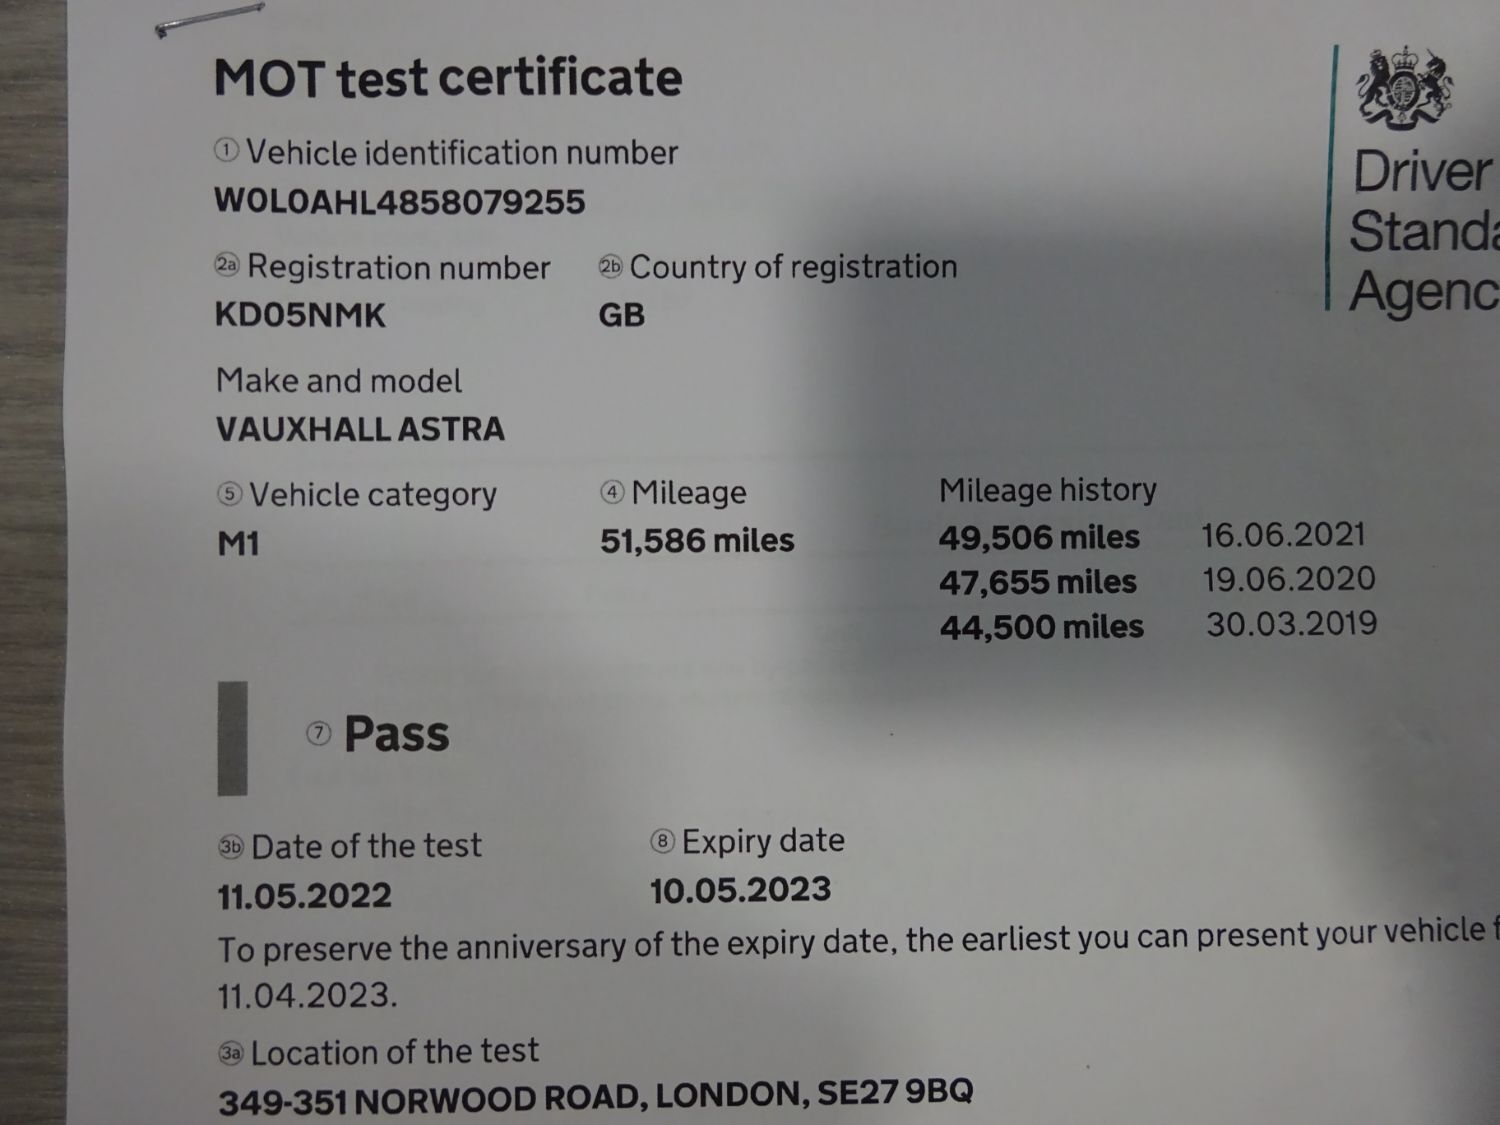 MOT test certificate
1 Vehicle identification number
W0L0AHL4858079255
2a Registration number 2b Country of registration
KD05NMK GB
Make and model
VAUXHALL ASTRA
5 Vehicle category 4 Mileage Mileage history
M1 51,586 miles 49,506 miles 16.06.2021
47,655 miles 19.06.2020
44,500 miles 30.03.2019
7 Pass
3b Date of the test 8 Expiry date
11.05.2022 10.05.2023
To preserve the anniversary of the expiry date, the earliest you can present your vehicle f
11.04.2023.
3a Location of the test
349-351 NORWOOD ROAD, LONDON, SE27 9BQ
Driver
Standa
Agenc